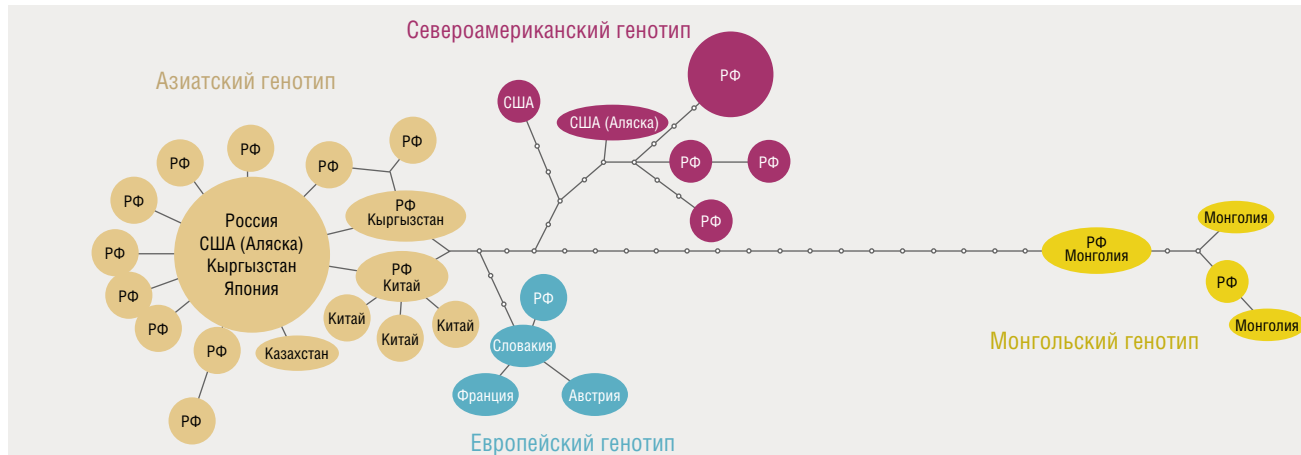 Североамериканский генотип
Азиатский генотип
РФ
США
США (Аляска)
РФ
РФ
РФ
РФ
РФ
РФ
РФ
РФ
РФ
Россия
США (Аляска)
Кыргызстан
Япония
РФ
Кыргызстан
РФ
РФ
РФ
РФ
Китай
Китай
Китай
Китай
Казахстан
РФ
РФ
РФ
Словакия
Франция
Австрия
Европейский генотип
РФ
Монголия
Монголия
РФ
Монголия
Монгольский генотип